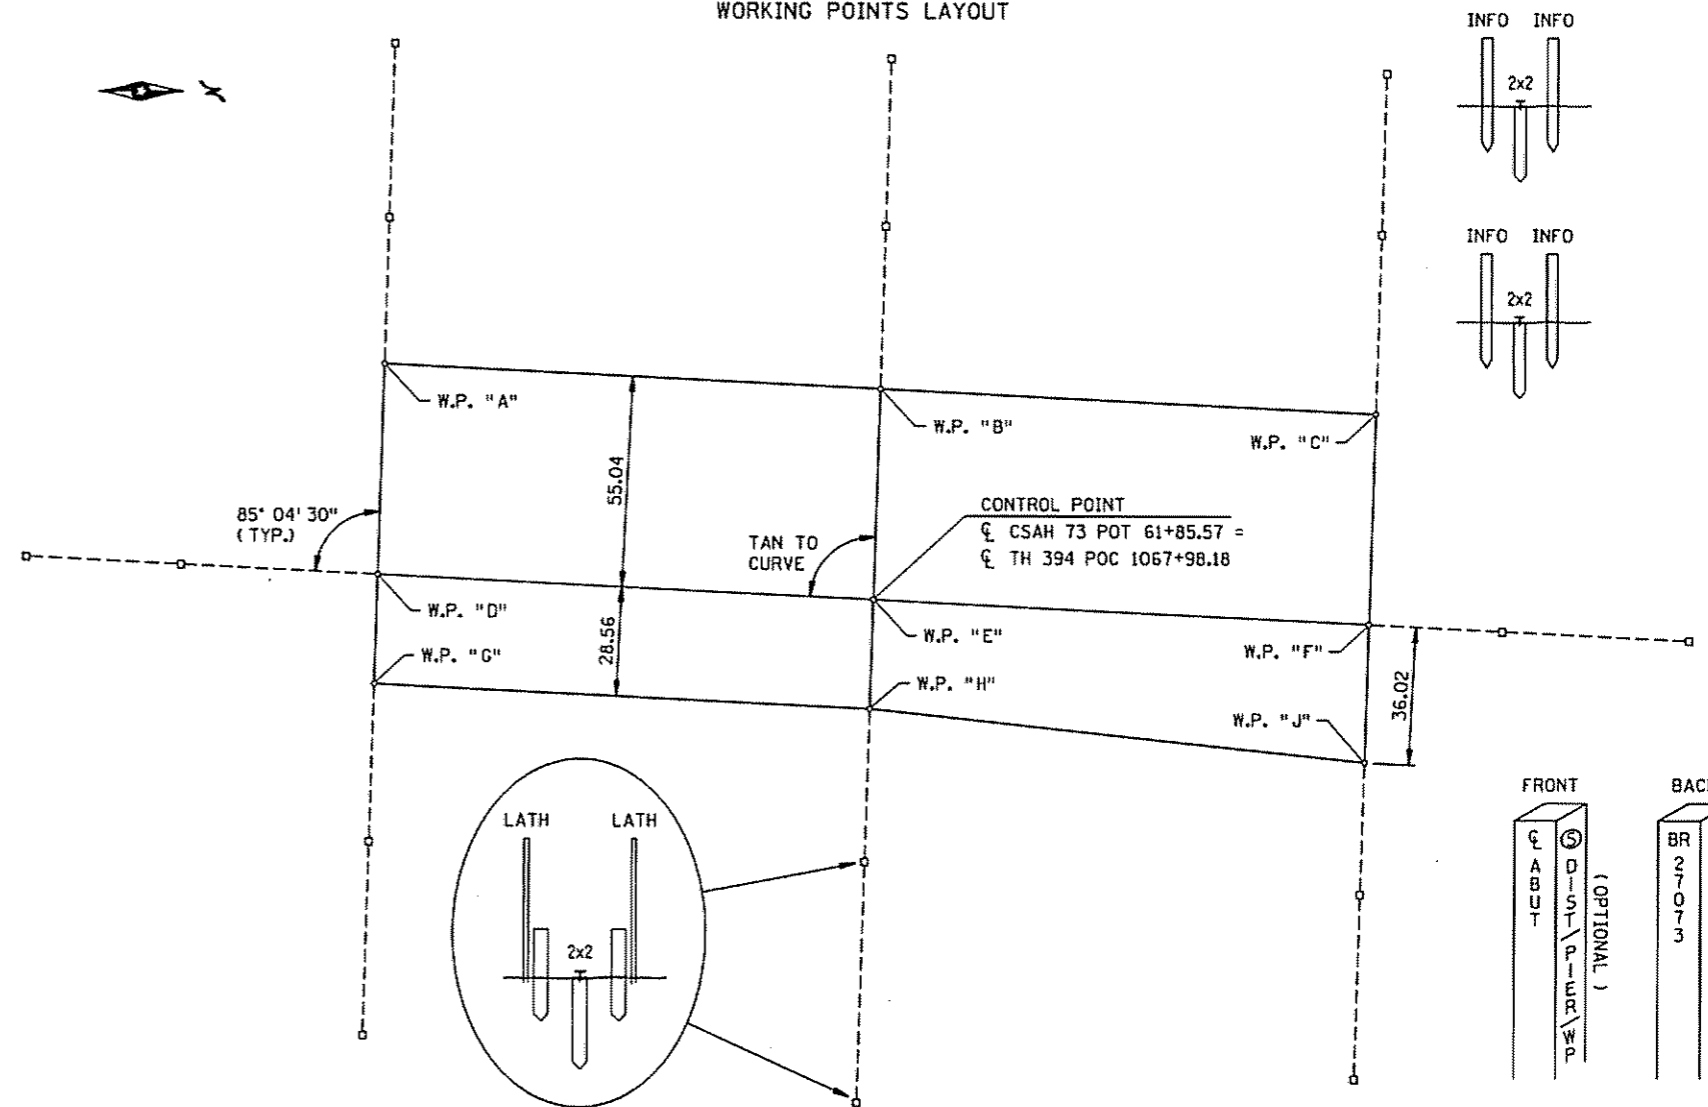 WORKING POINTS LAYOUT
INFO INFO
2x2
INFO INFO
2x2
W.P. "A"
W.P. "B"
W.P. "C"
55.04
85° 04' 30"
(TYP.)
TAN TO
CURVE
CONTROL POINT
℄ CSAH 73 POT 61+85.57 =
℄ TH 394 POC 1067+98.18
W.P. "D"
W.P. "E"
W.P. "F"
28.56
W.P. "G"
W.P. "H"
W.P. "J"
36.02
LATH LATH
2x2
FRONT
℄ ABUT
Ⓢ DIST/PIER/WP
(OPTIONAL)
BAC
BR 27073